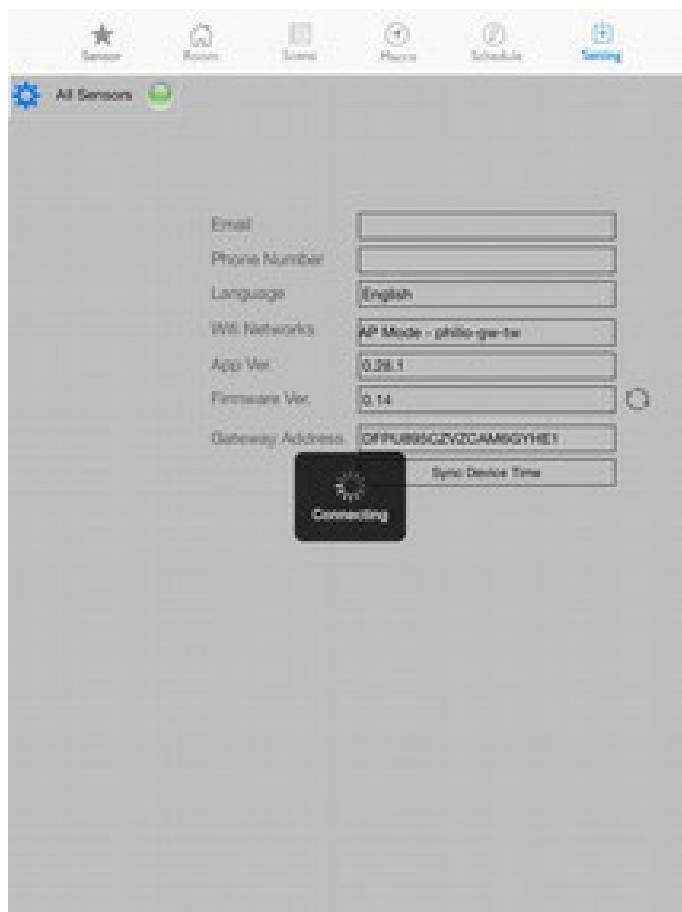 Sensor Room Scene Macro Schedule Setting
All Sensors
Email
Phone Number
Language English
Wifi Networks AP Mode - philio-gw-tw
App Ver. 0.28.1
Firmware Ver. 0.14
Gateway Address
Sync Device Time
Connecting